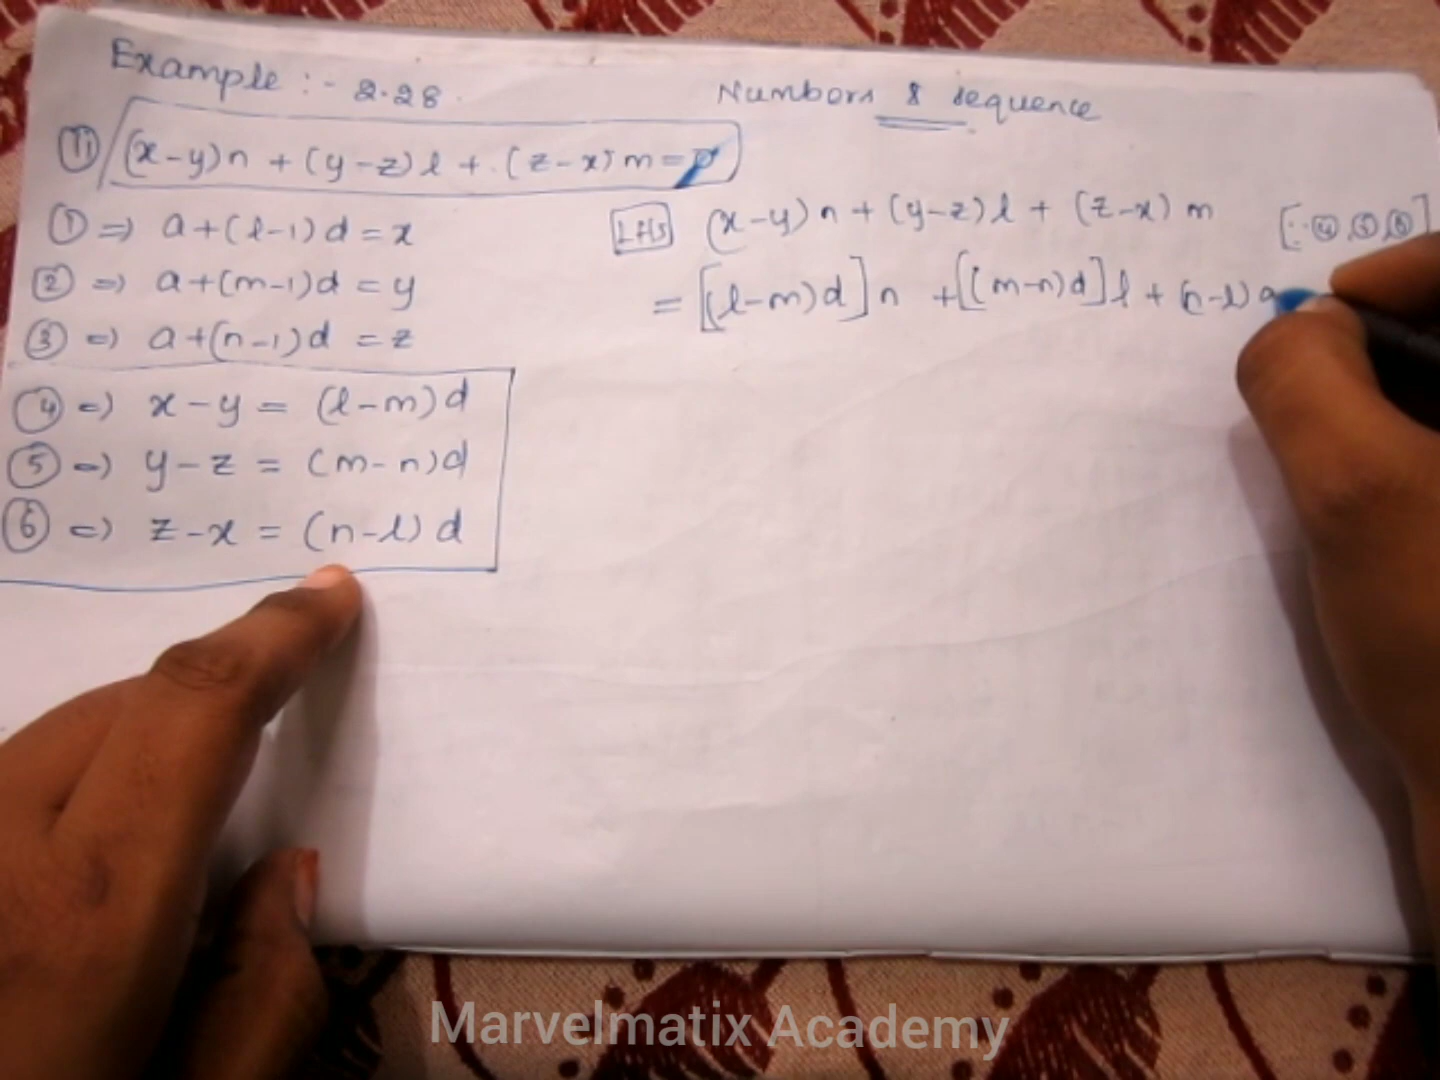 Example :- 2.28
Numbers & sequence
ii) (x-y)n + (y-z)l + (z-x)m = 0
① => a+(l-1)d = x
② => a+(m-1)d = y
③ => a+(n-1)d = z
④ => x-y = (l-m)d
⑤ => y-z = (m-n)d
⑥ => z-x = (n-l)d
LHS (x-y)n + (y-z)l + (z-x)m [∵ ④,⑤,⑥]
= [(l-m)d]n + [(m-n)d]l + (n-l)
Marvelmatix Academy